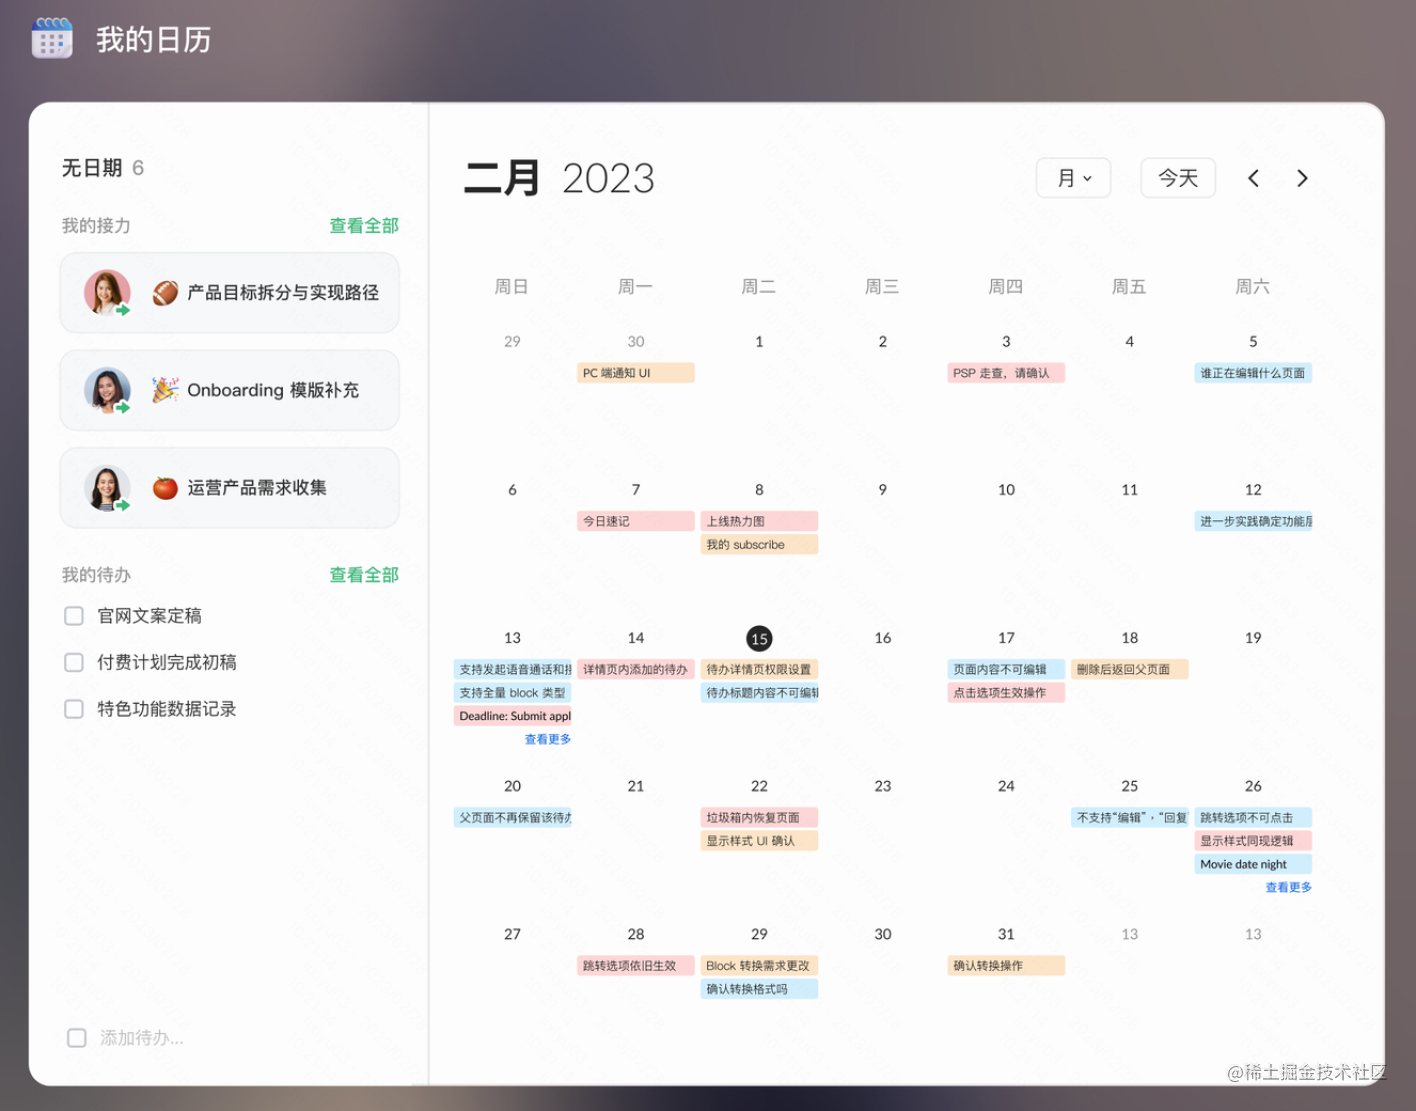 我的日历
无日期 6
我的接力 查看全部
产品目标拆分与实现路径
Onboarding 模版补充
运营产品需求收集
我的待办 查看全部
官网文案定稿
付费计划完成初稿
特色功能数据记录
添加待办...
二月 2023
月 今天
周日 周一 周二 周三 周四 周五 周六
29 30 1 2 3 4 5
PC 端通知 UI PSP 走查，请确认 谁正在编辑什么页面
6 7 8 9 10 11 12
今日速记 上线热力图 进一步实践确定功能
我的 subscribe
13 14 15 16 17 18 19
支持发起语音通话和 详情页内添加的待办 待办详情页权限设置 页面内容不可编辑 删除后返回父页面
支持全量 block 类型 待办标题内容不可编辑 点击选项生效操作
Deadline: Submit appl
查看更多
20 21 22 23 24 25 26
父页面不再保留该待办 垃圾箱内恢复页面 不支持“编辑”，“回复 跳转选项不可点击
显示样式 UI 确认 显示样式同现逻辑
Movie date night
查看更多
27 28 29 30 31 13 13
跳转选项依旧生效 Block 转换需求更改 确认转换操作
确认转换格式吗
@稀土掘金技术社区